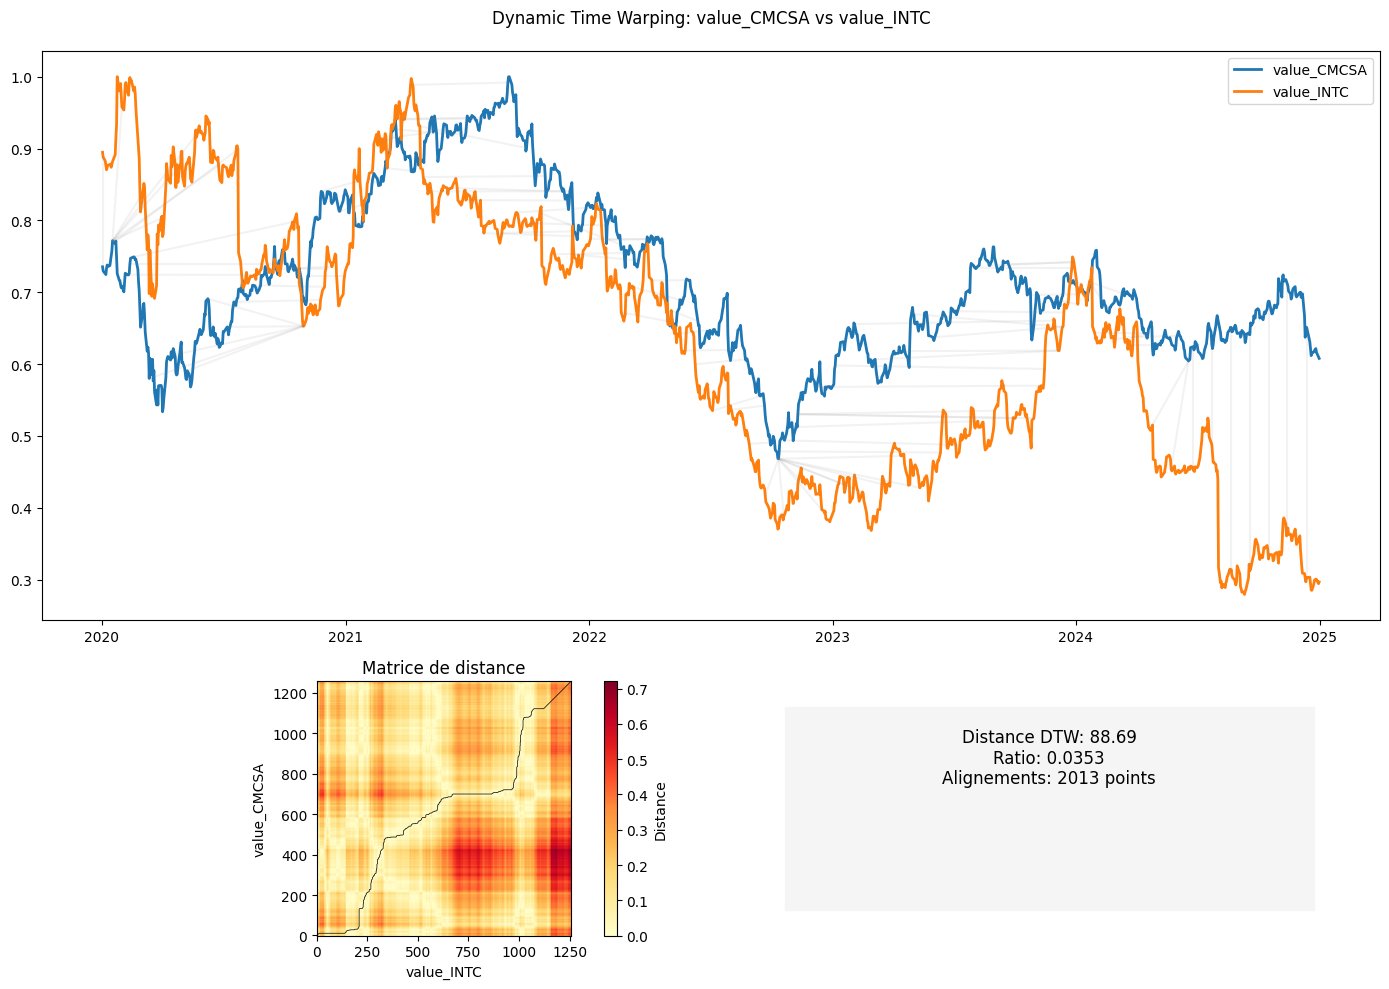 Dynamic Time Warping: value_CMCSA vs value_INTC
value_CMCSA
value_INTC
1.0
0.9
0.8
0.7
0.6
0.5
0.4
0.3
2020 2021 2022 2023 2024 2025
Matrice de distance
value_CMCSA
1200
1000
800
600
400
200
0
0 250 500 750 1000 1250
value_INTC
0.7
0.6
0.5
0.4
0.3
0.2
0.1
0.0
Distance
Distance DTW: 88.69
Ratio: 0.0353
Alignements: 2013 points